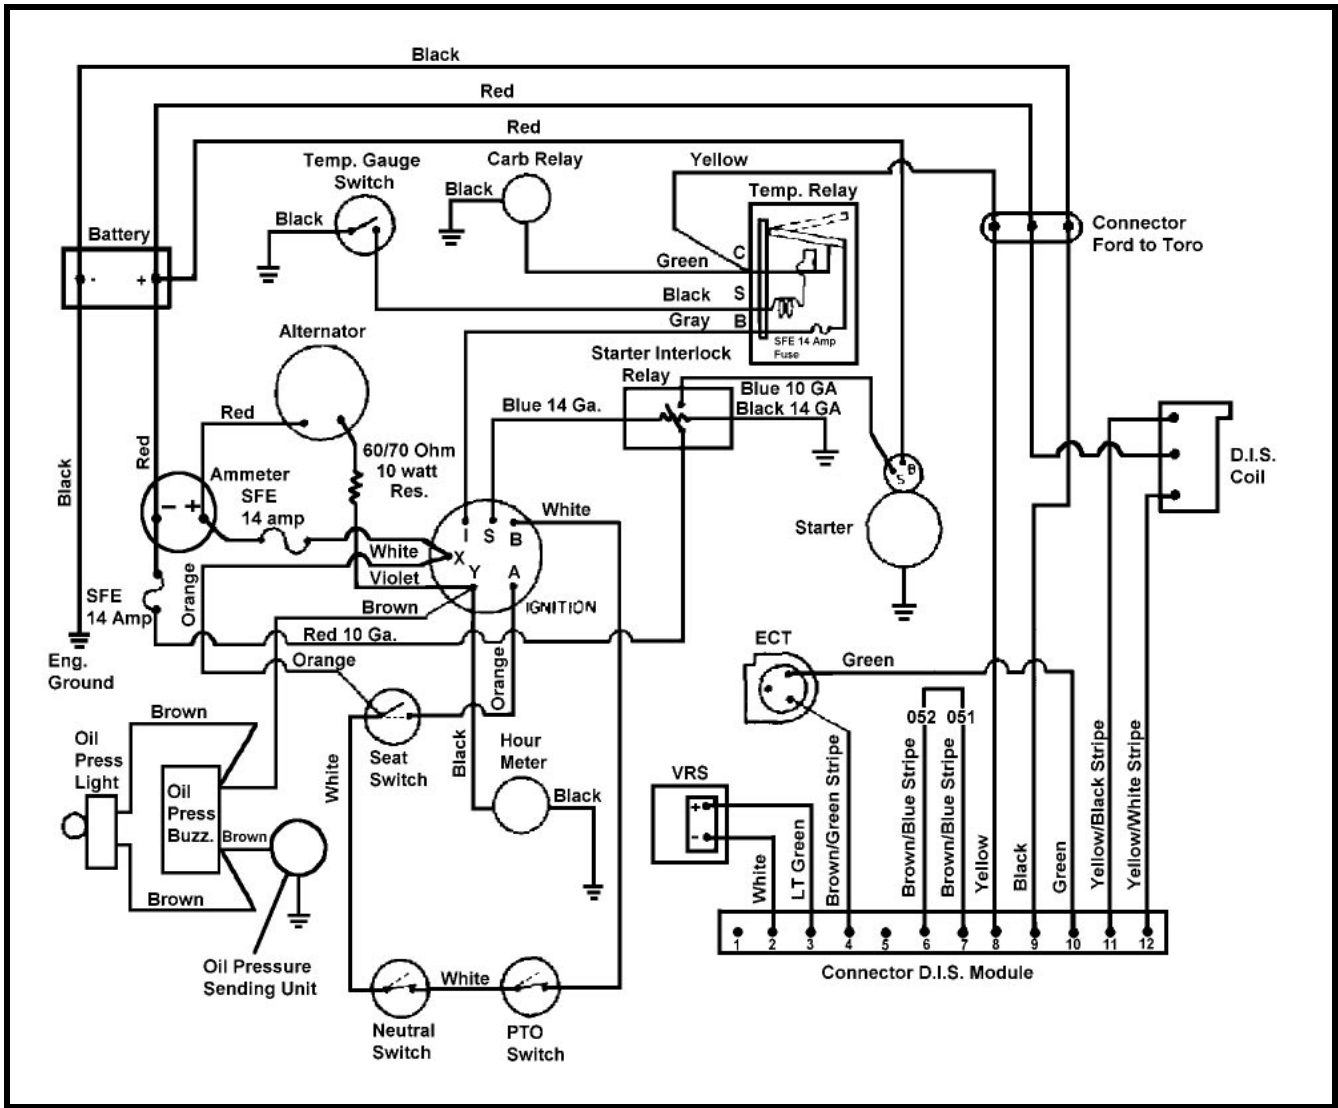 Black
Red
Red
Temp. Gauge
Switch
Carb Relay
Yellow
Black
Black
Temp. Relay
Connector
Ford to Toro
Battery
-
+
Green
C
Black
S
Gray
B
SFE 14 Amp
Fuse
Alternator
Starter Interlock
Relay
Blue 10 GA
Black 14 GA
Blue 14 Ga.
Red
60/70 Ohm
10 watt
Res.
Red
Black
Ammeter
SFE
14 amp
- +
D.I.S.
Coil
B
S
Starter
I S B
White
X
White
Y A
Violet
IGNITION
Brown
SFE
14 Amp
Orange
Red 10 Ga.
Eng.
Ground
Orange
Orange
ECT
Green
Brown
Oil
Press
Light
Oil
Press
Buzz.
Brown
Brown
Seat
Switch
White
Black
Hour
Meter
Black
VRS
+
-
052 051
White
LT Green
Brown/Green Stripe
Brown/Blue Stripe
Brown/Blue Stripe
Yellow
Black
Green
Yellow/Black Stripe
Yellow/White Stripe
1 2 3 4 5 6 7 8 9 10 11 12
Connector D.I.S. Module
Oil Pressure
Sending Unit
White
Neutral
Switch
PTO
Switch